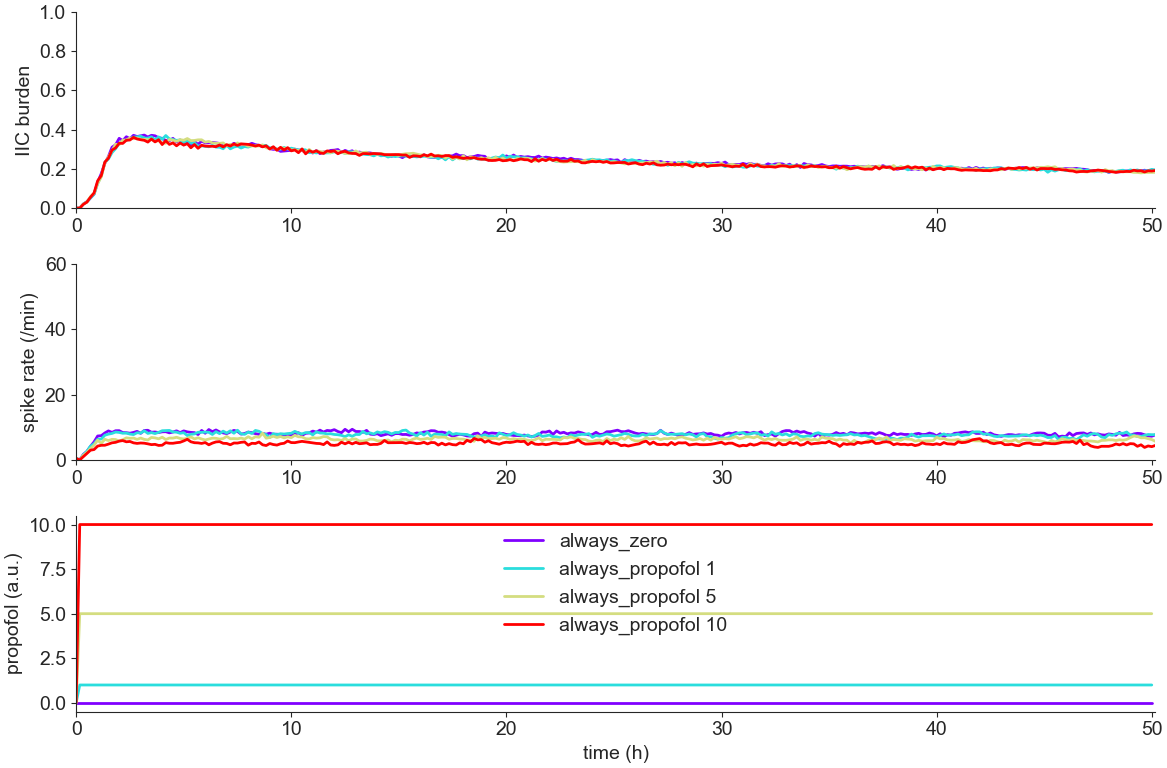 1.0
0.8
0.6
0.4
0.2
0.0
IIC burden
0 10 20 30 40 50
60
40
20
0
spike rate (/min)
0 10 20 30 40 50
10.0
7.5
5.0
2.5
0.0
propofol (a.u.)
always_zero
always_propofol 1
always_propofol 5
always_propofol 10
0 10 20 30 40 50
time (h)